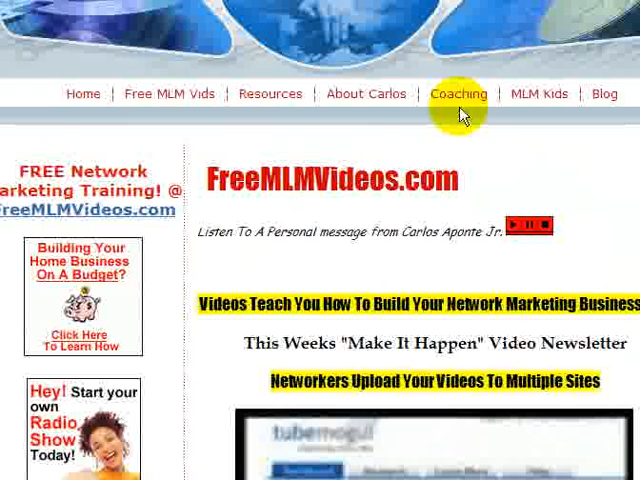 Home Free MLM Vids Resources About Carlos Coaching MLM Kids Blog
FREE Network
arketing Training! @
FreeMLMVideos.com
Building Your
Home Business
On A Budget?
Click Here
To Learn How
Hey! Start your
own
Radio
Show
Today!
FreeMLMVideos.com
Listen To A Personal message from Carlos Aponte Jr.
Videos Teach You How To Build Your Network Marketing Business
This Weeks "Make It Happen" Video Newsletter
Networkers Upload Your Videos To Multiple Sites
tubemogul